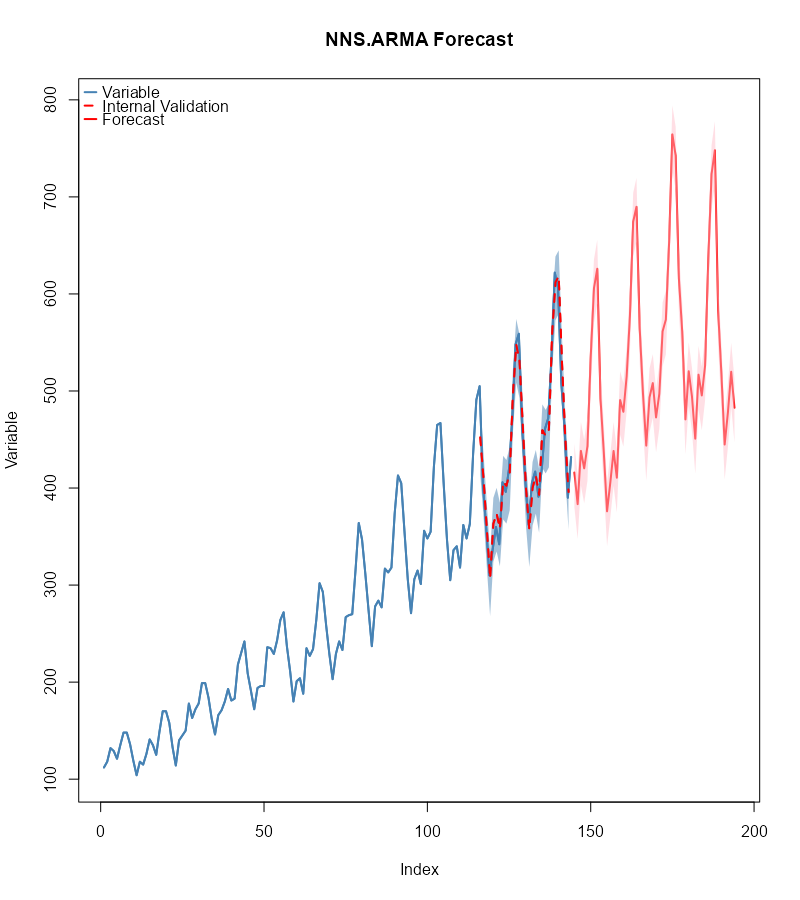 NNS.ARMA Forecast
Variable
Internal Validation
Forecast
800
700
600
500
400
300
200
100
Variable
0
50
100
150
200
Index